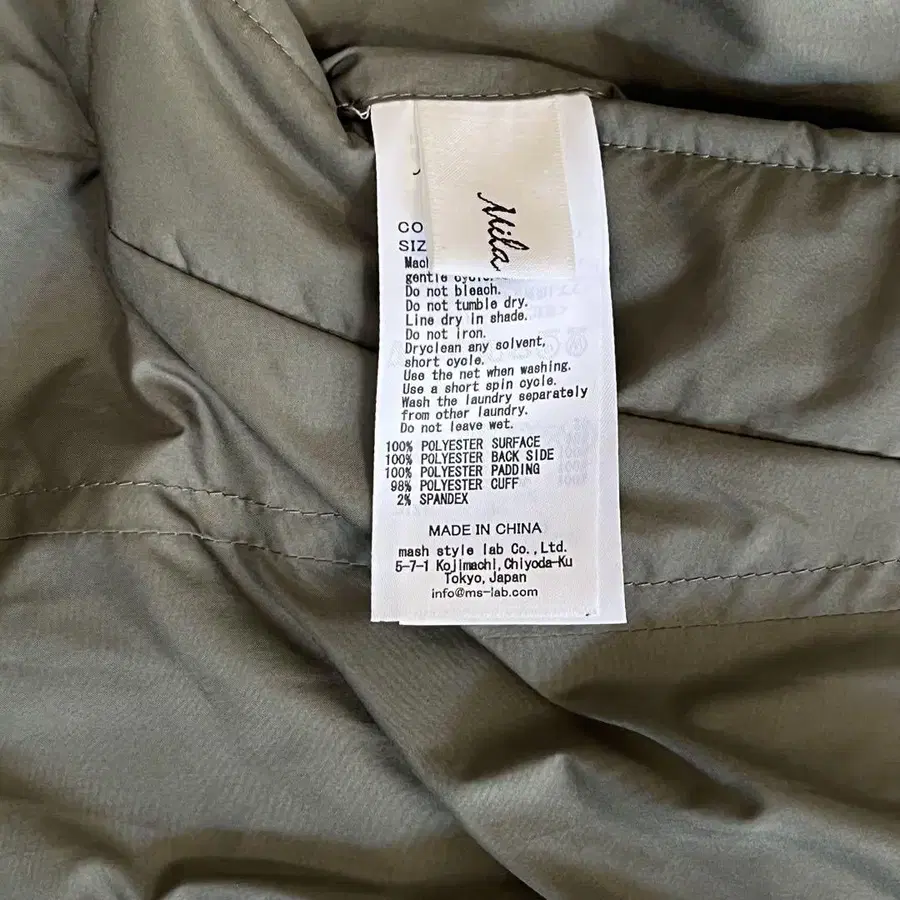 Mila
CO
SIZ
Mach
gentle cycle.
Do not bleach.
Do not tumble dry.
Line dry in shade.
Do not iron.
Dryclean any solvent,
short cycle.
Use the net when washing.
Use a short spin cycle.
Wash the laundry separately
from other laundry.
Do not leave wet.
100% POLYESTER SURFACE
100% POLYESTER BACK SIDE
100% POLYESTER PADDING
98% POLYESTER CUFF
2% SPANDEX
MADE IN CHINA
mash style lab Co., Ltd.
5-7-1 Kojimachi, Chiyoda-Ku
Tokyo, Japan
info@ms-lab.com